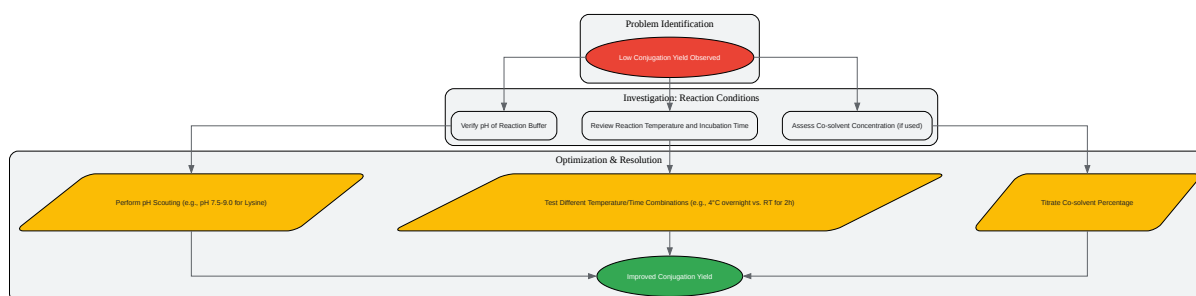 Problem Identification
Low Conjugation Yield Observed
Investigation: Reaction Conditions
Verify pH of Reaction Buffer
Review Reaction Temperature and Incubation Time
Assess Co-solvent Concentration (if used)
Optimization & Resolution
Perform pH Scouting (e.g., pH 7.5-9.0 for Lysine)
Test Different Temperature/Time Combinations (e.g., 4°C overnight vs. RT for 2h)
Titrate Co-solvent Percentage
Improved Conjugation Yield